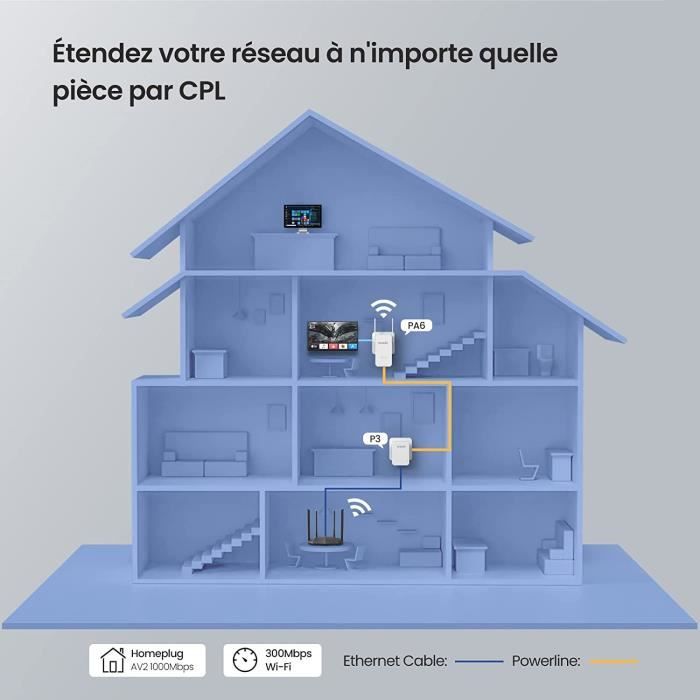 Étendez votre réseau à n'importe quelle
pièce par CPL
PA6
P3
Homeplug
AV2 1000Mbps
300Mbps
Wi-Fi
Ethernet Cable:
Powerline: